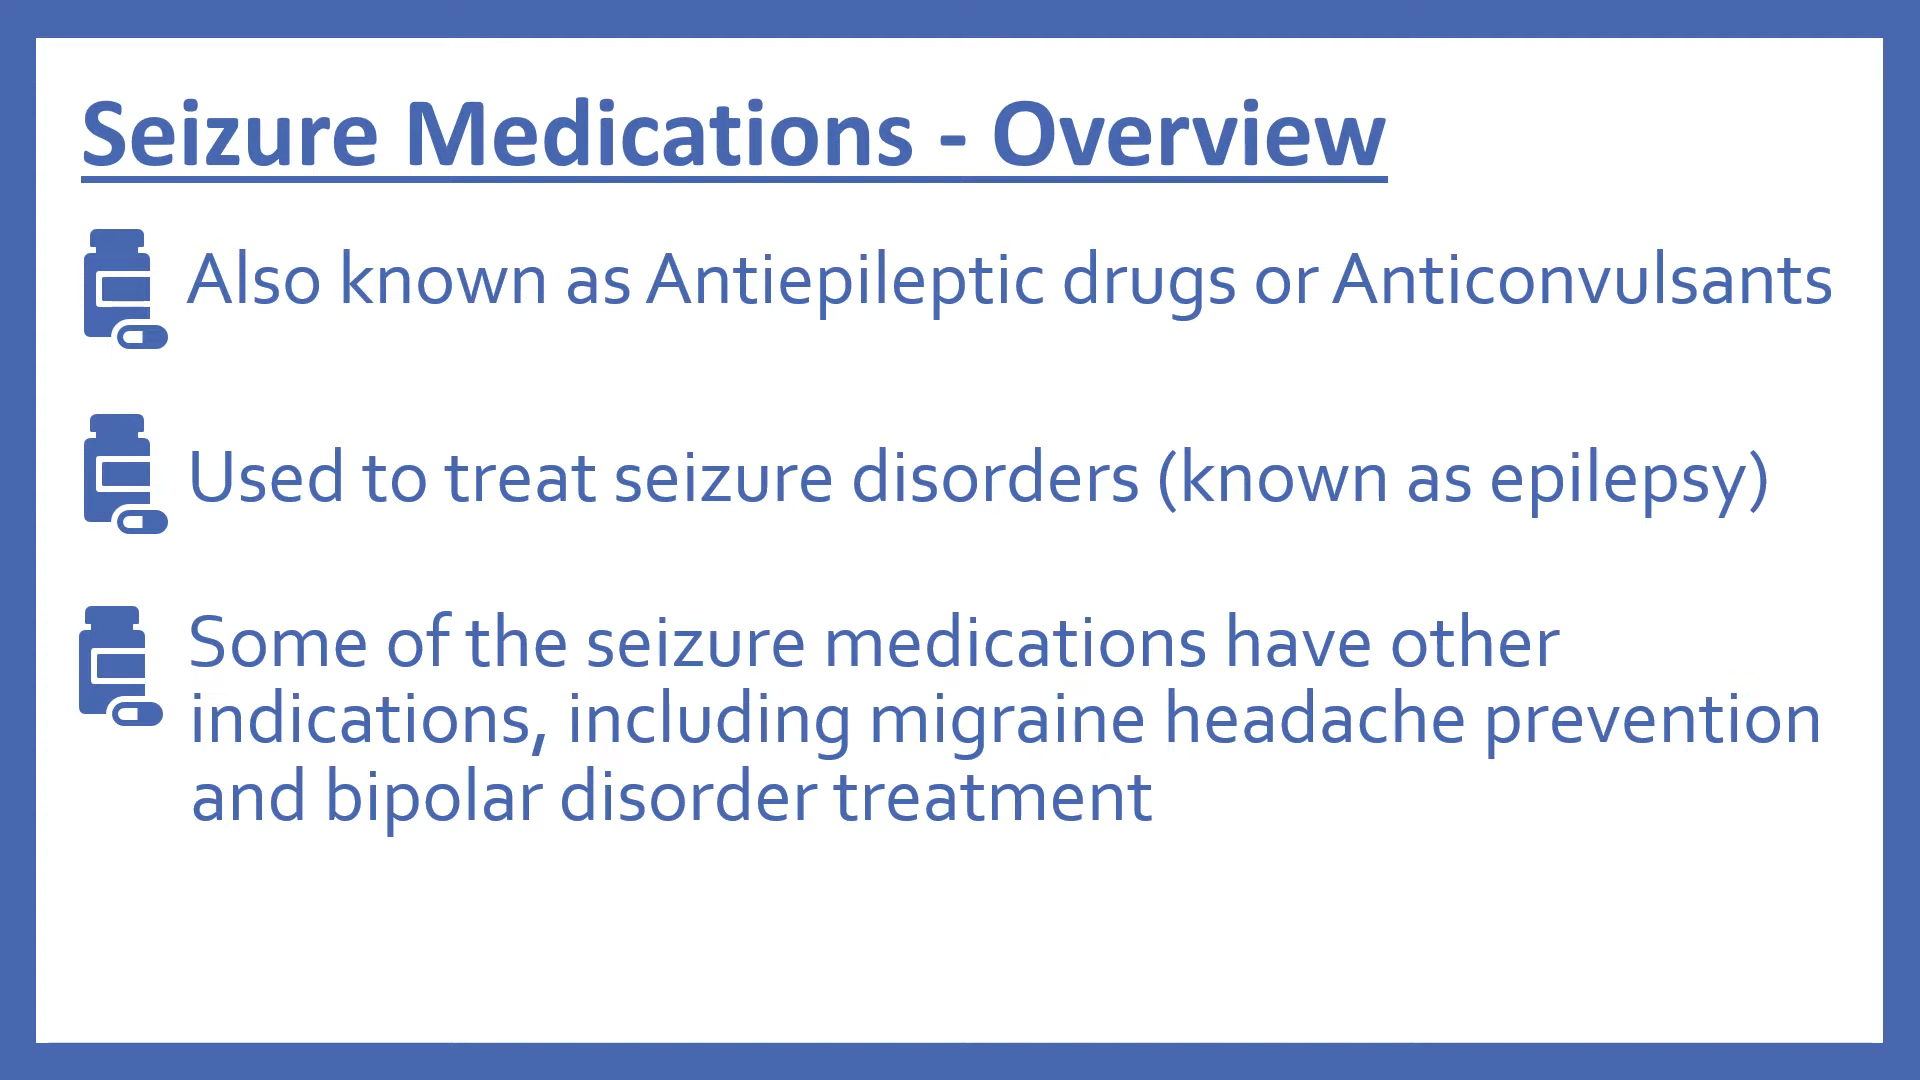 Seizure Medications - Overview
Also known as Antiepileptic drugs or Anticonvulsants
Used to treat seizure disorders (known as epilepsy)
Some of the seizure medications have other
indications, including migraine headache prevention
and bipolar disorder treatment